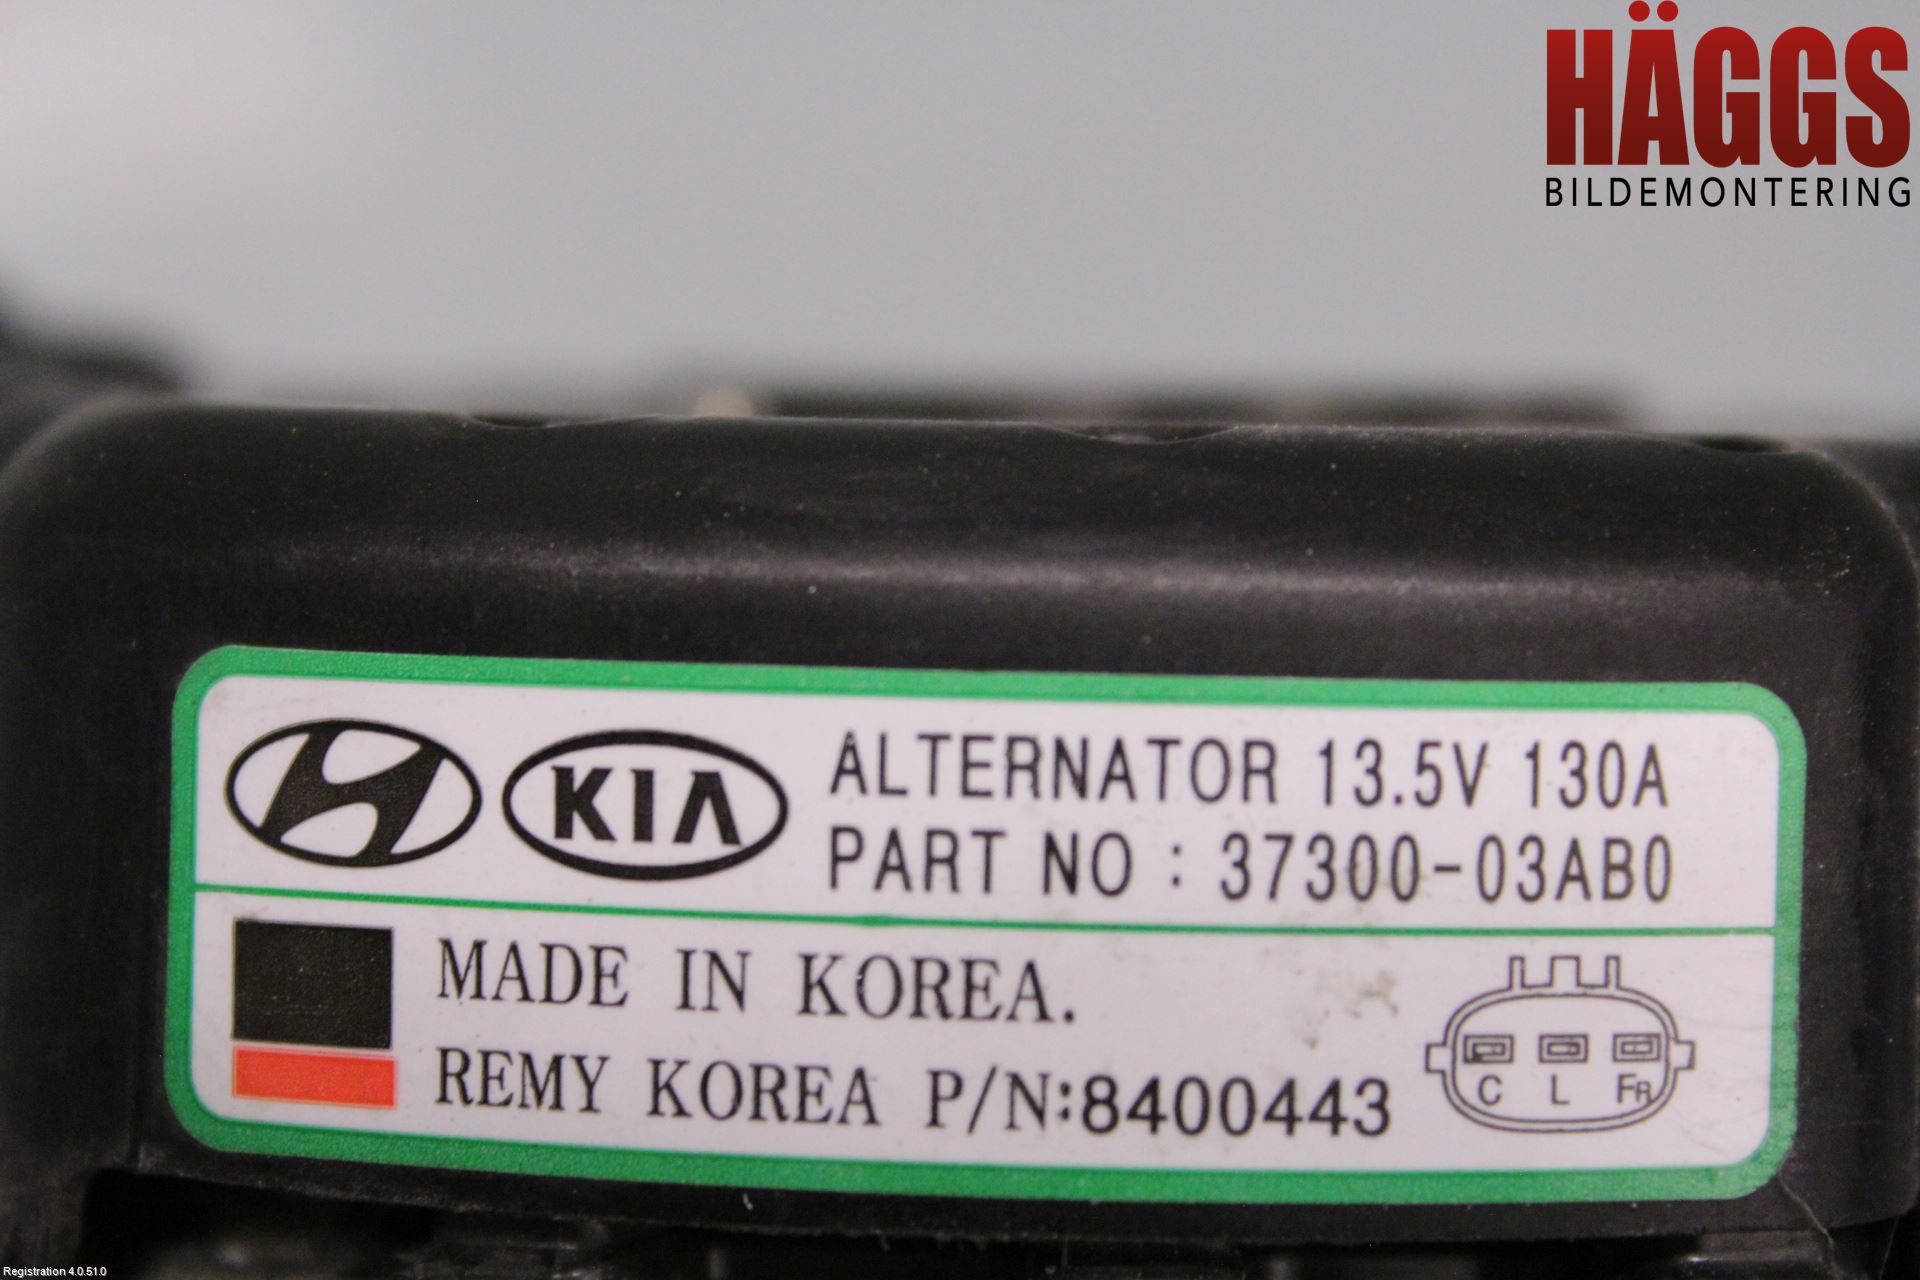 HÄGGS
BILDEMONTERING
KIA
ALTERNATOR 13.5V 130A
PART NO : 37300-03AB0
MADE IN KOREA.
REMY KOREA P/N:8400443
C L FR
Registration 4.0.51.0